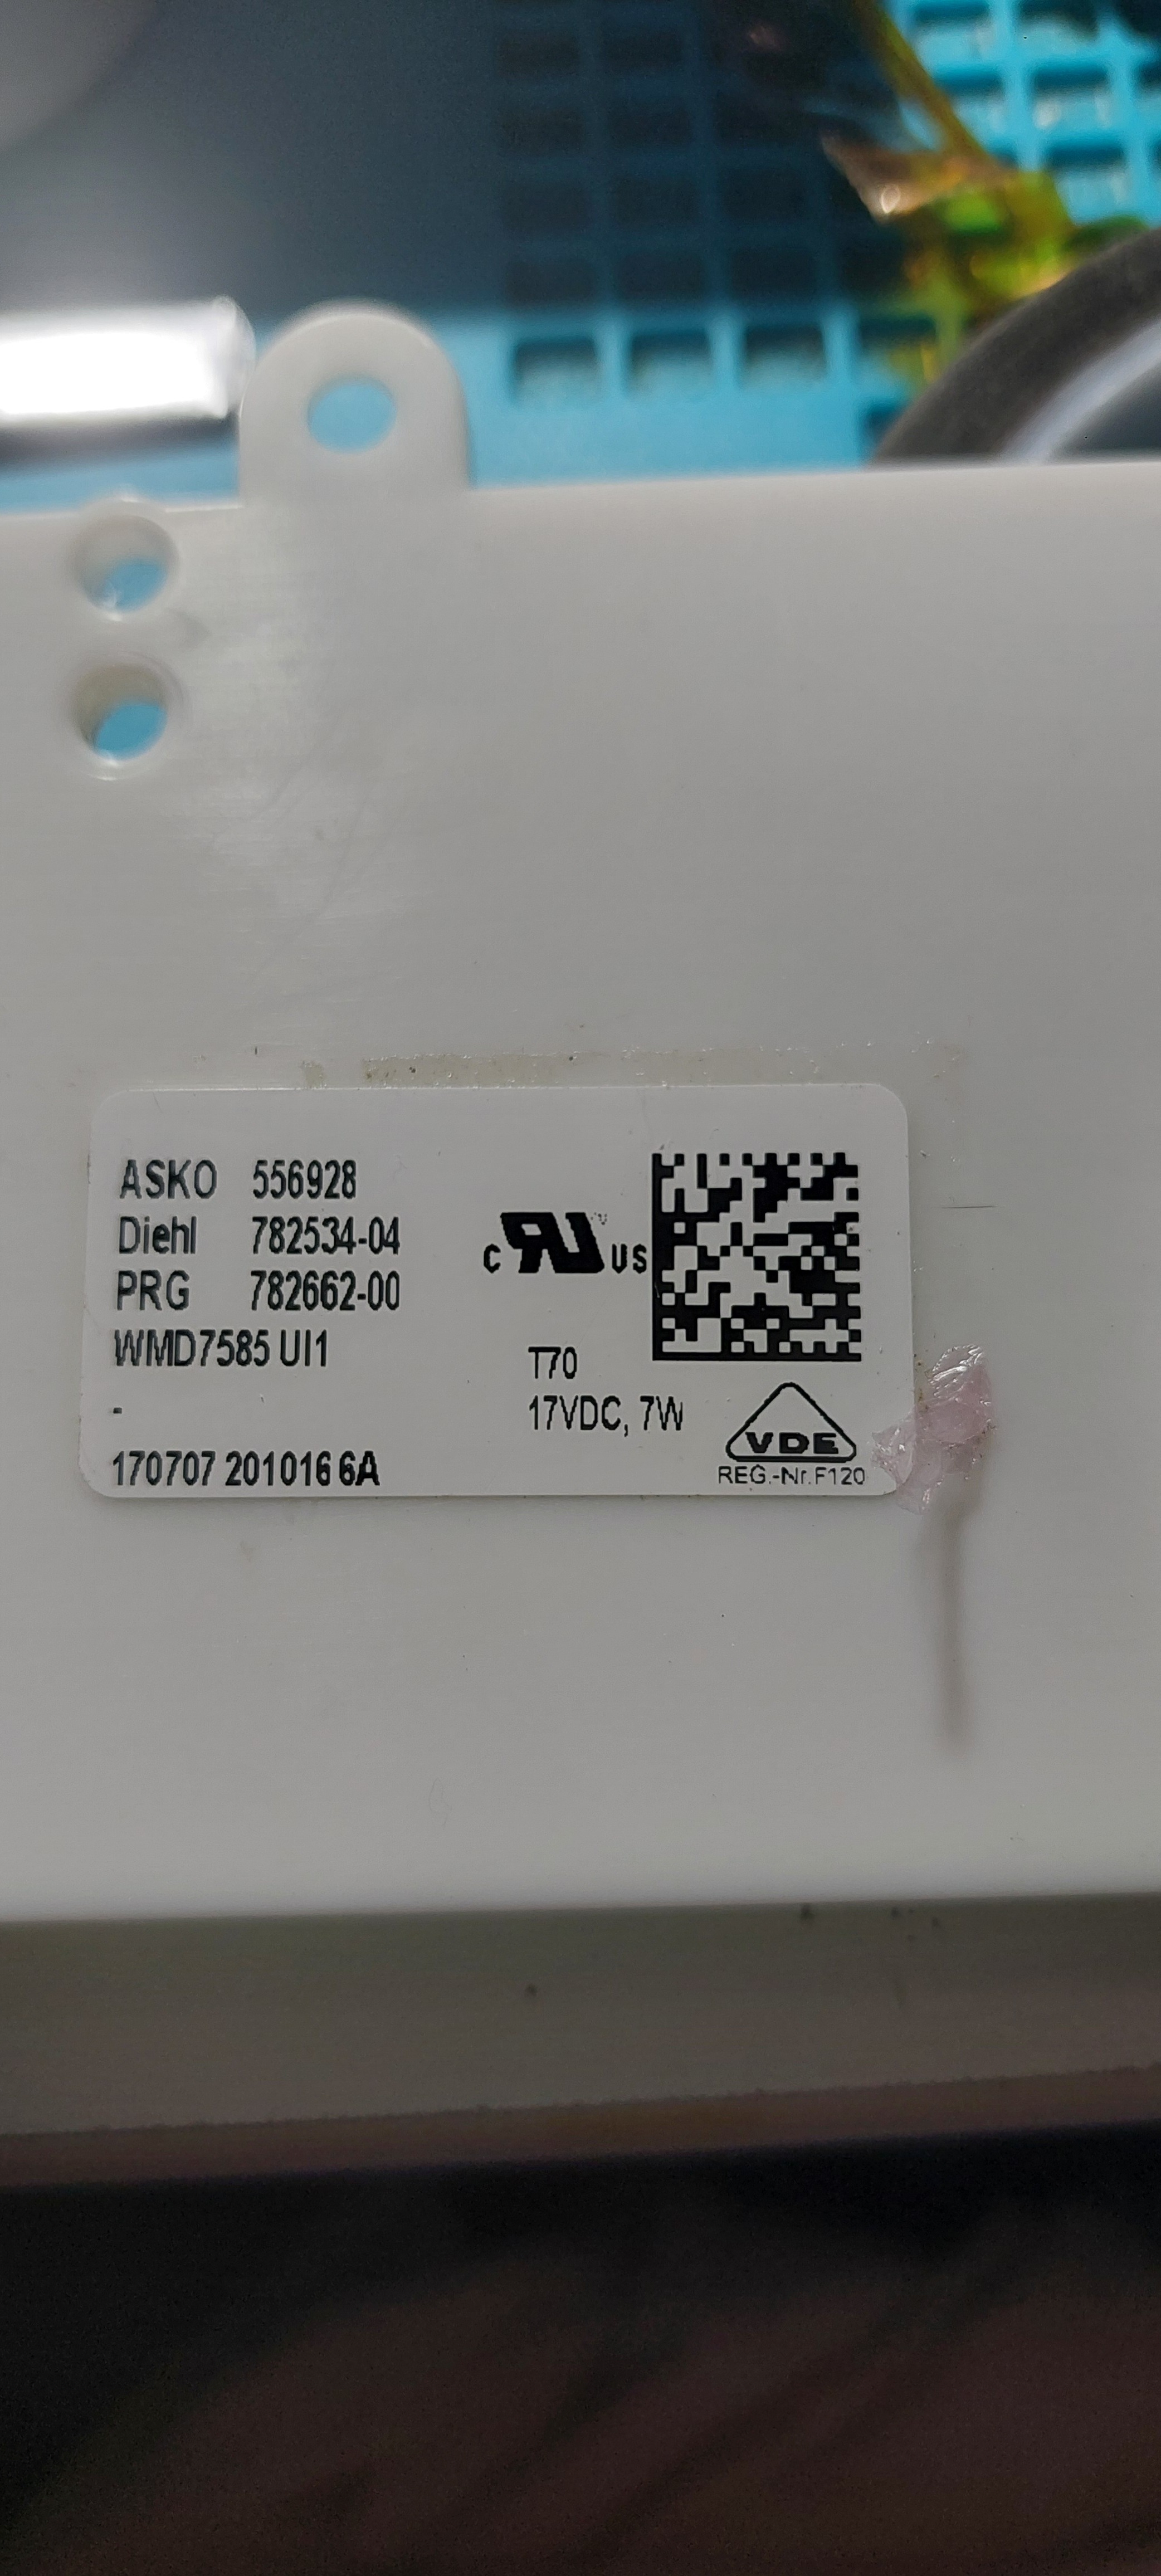 ASKO 556928
Diehl 782534-04
PRG 782662-00
WMD7585 UI1
-
170707 201016 6A
C RU US
T70
17VDC, 7W
VDE
REG.-Nr. F120